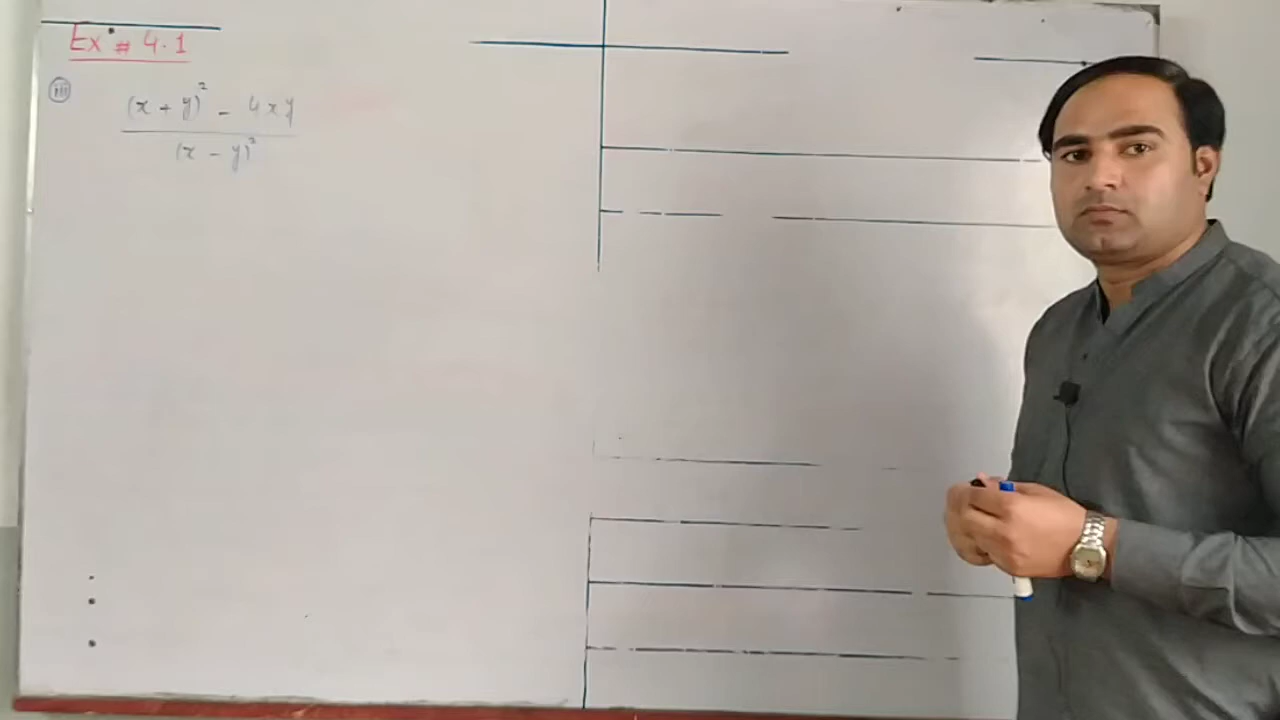 Ex # 4.1
(iii) (x + y)² - 4xy
(x - y)²